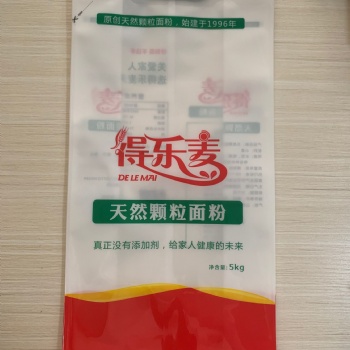 原创天然颗粒面粉，始建于1996年
得乐麦
DE LE MAI
天然颗粒面粉
真正没有添加剂，给家人健康的未来
净含量: 5kg